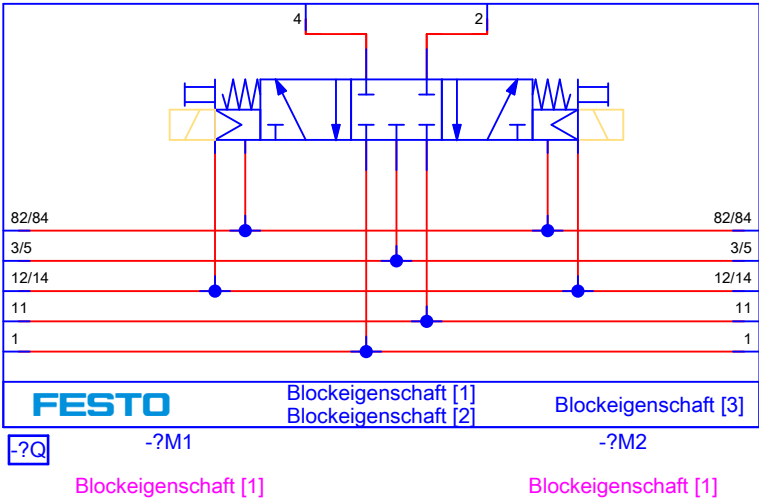 4 2
82/84 82/84
3/5 3/5
12/14 12/14
11 11
1 1
FESTO
Blockeigenschaft [1]
Blockeigenschaft [2]
Blockeigenschaft [3]
-?Q
-?M1 -?M2
Blockeigenschaft [1] Blockeigenschaft [1]